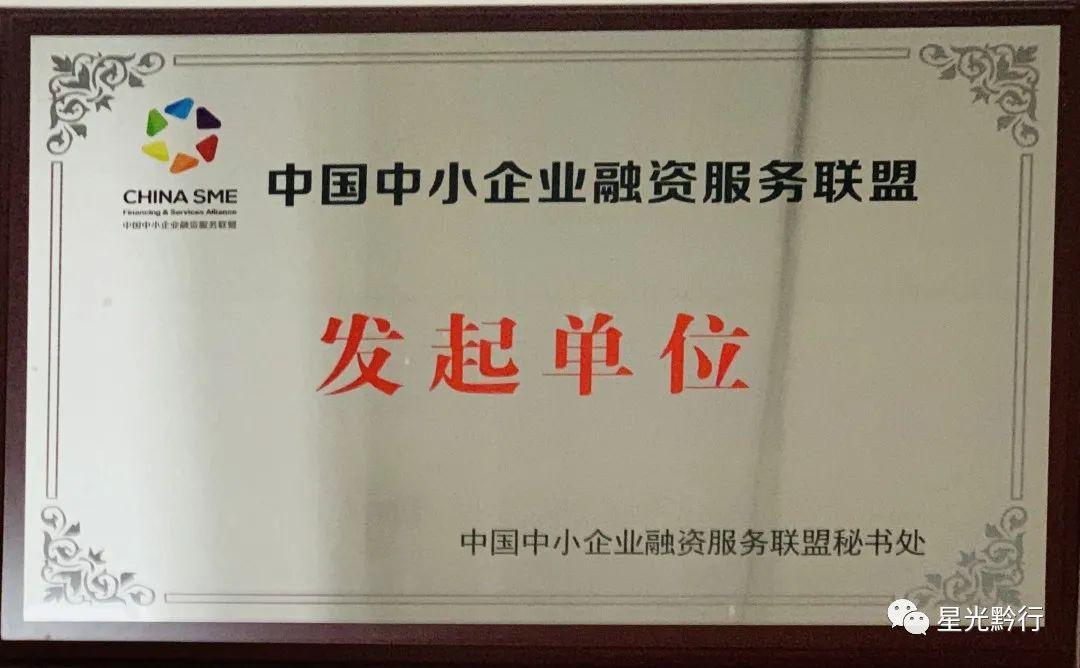 CHINA SME
Financing & Services Alliance
中国中小企业融资服务联盟
中国中小企业融资服务联盟
发起单位
中国中小企业融资服务联盟秘书处
星光黔行